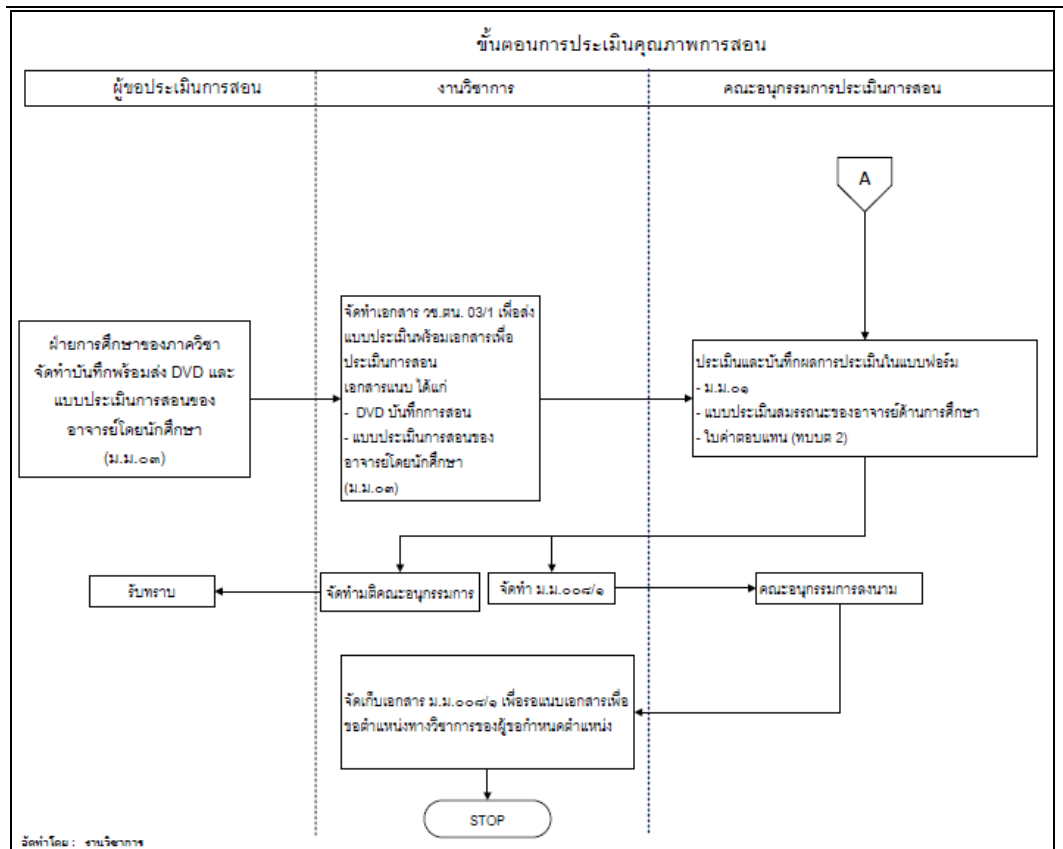 ขั้นตอนการประเมินคุณภาพการสอน
ผู้ขอประเมินการสอน
งานวิชาการ
คณะอนุกรรมการประเมินการสอน
A
ฝ่ายการศึกษาของภาควิชา
จัดทำบันทึกพร้อมส่ง DVD และ
แบบประเมินการสอนของ
อาจารย์โดยนักศึกษา
(ม.ม.๐๓)
จัดทำเอกสาร วช.ตน. 03/1 เพื่อส่ง
แบบประเมินพร้อมเอกสารเพื่อ
ประเมินการสอน
เอกสารแนบ ได้แก่
- DVD บันทึกการสอน
- แบบประเมินการสอนของ
อาจารย์โดยนักศึกษา
(ม.ม.๐๓)
ประเมินและบันทึกผลการประเมินในแบบฟอร์ม
- ม.ม.๐๑
- แบบประเมินสมรรถนะของอาจารย์ด้านการศึกษา
- ใบค่าตอบแทน (ทบบต 2)
รับทราบ
จัดทำมติคณะอนุกรรมการ
จัดทำ ม.ม.๐๐๘/๑
คณะอนุกรรมการลงนาม
จัดเก็บเอกสาร ม.ม.๐๐๘/๑ เพื่อรอแนบเอกสารเพื่อ
ขอตำแหน่งทางวิชาการของผู้ขอกำหนดตำแหน่ง
STOP
จัดทำโดย : งานวิชาการ